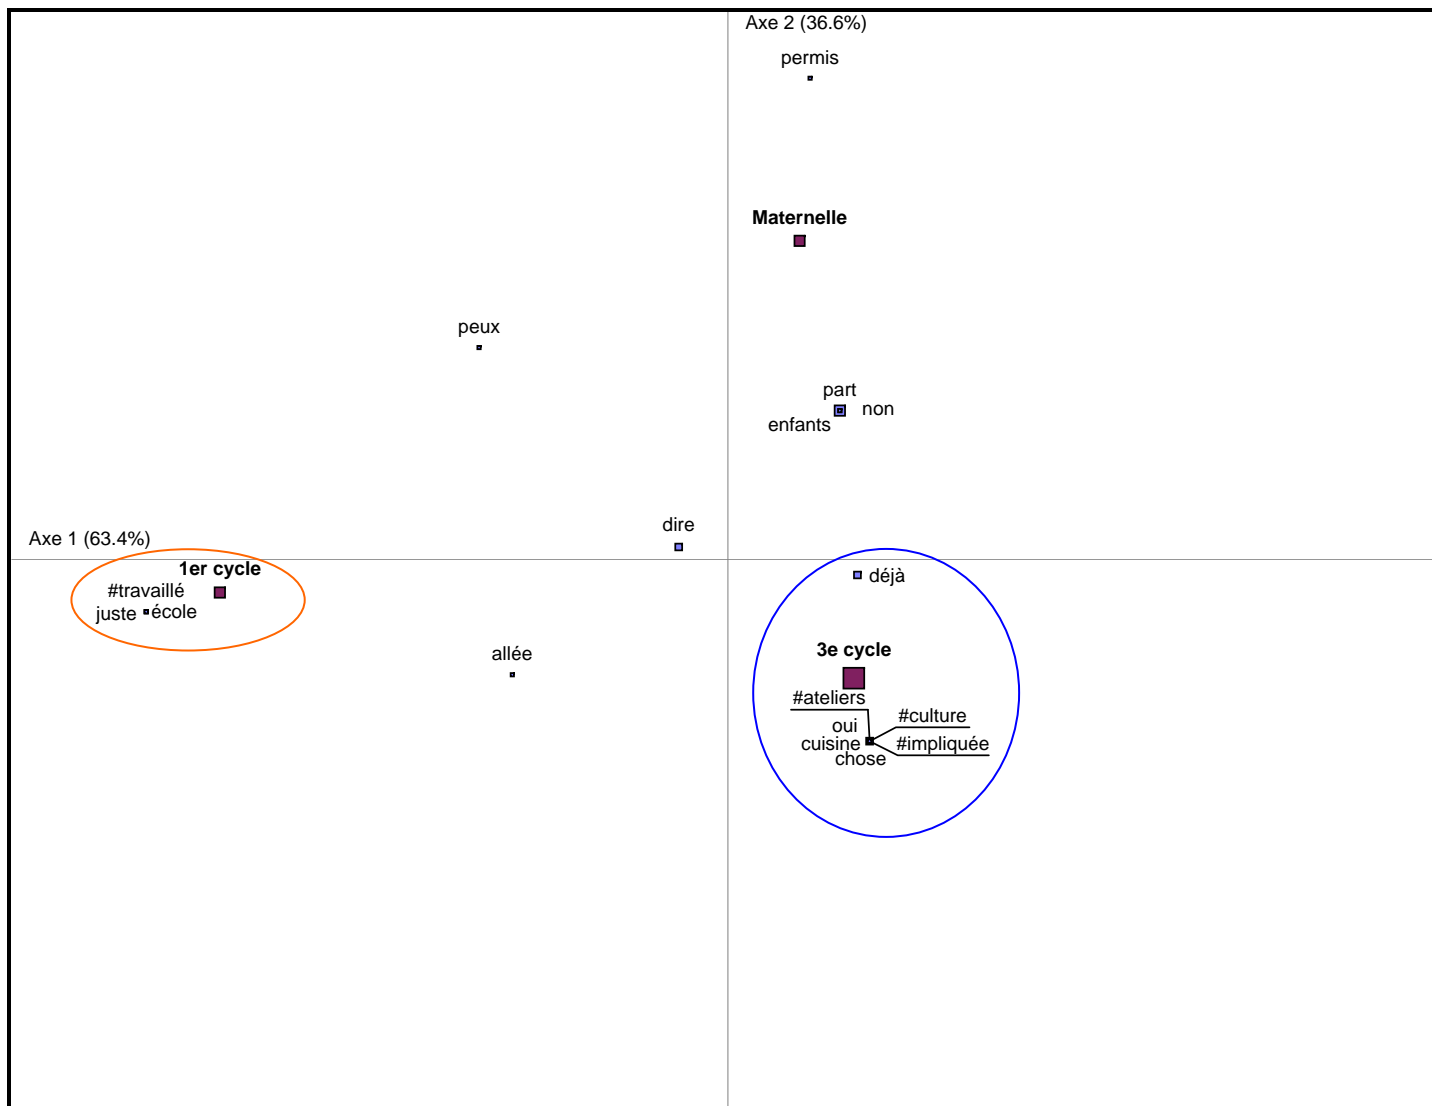 Axe 2 (36.6%)
permis
Maternelle
peux
part
non
enfants
dire
Axe 1 (63.4%)
1er cycle
déjà
#travaillé
juste
école
allée
3e cycle
#ateliers
#culture
oui
cuisine
#impliquée
chose